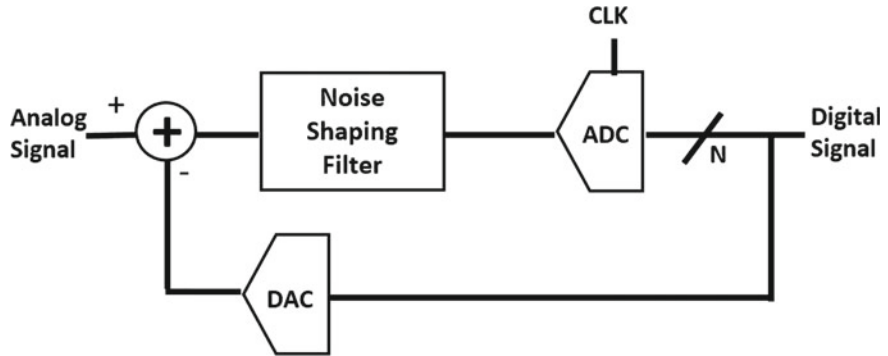 CLK
+
Analog
Signal
+
-
Noise
Shaping
Filter
ADC
N
Digital
Signal
DAC